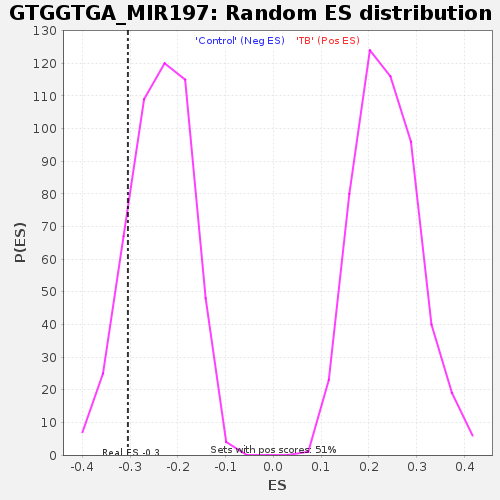 GTGGTGA_MIR197: Random ES distribution
'Control' (Neg ES) 'TB' (Pos ES)
130
120
110
100
90
80
70
60
50
40
30
20
10
0
P(ES)
Real ES -0.3
Sets with pos scores: 51%
-0.4 -0.3 -0.2 -0.1 0.0 0.1 0.2 0.3 0.4
ES